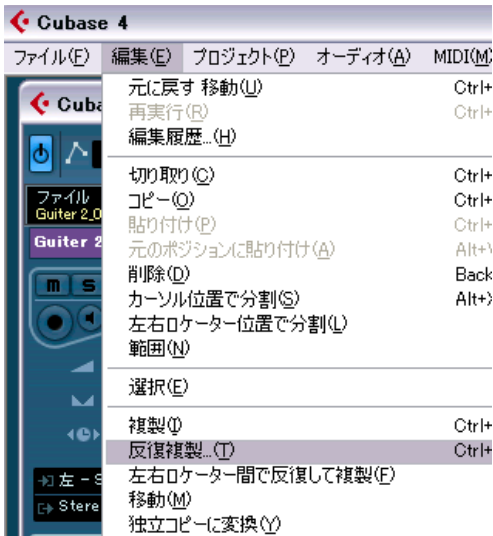 Cubase 4
ファイル(F) 編集(E) プロジェクト(P) オーディオ(A) MIDI(M)
Cuba
ファイル
Guiter 2_0
Guiter 2
m s
左 - S
Stere
元に戻す 移動(U) Ctrl+
再実行(R) Ctrl+
編集履歴...(H)
切り取り(C) Ctrl+
コピー(O) Ctrl+
貼り付け(P) Ctrl+
元のポジションに貼り付け(A) Alt+V
削除(D) Back
カーソル位置で分割(S) Alt+X
左右ロケーター位置で分割(L)
範囲(N)
選択(E)
複製(I) Ctrl+
反復複製...(T) Ctrl+
左右ロケーター間で反復して複製(F)
移動(M)
独立コピーに変換(Y)